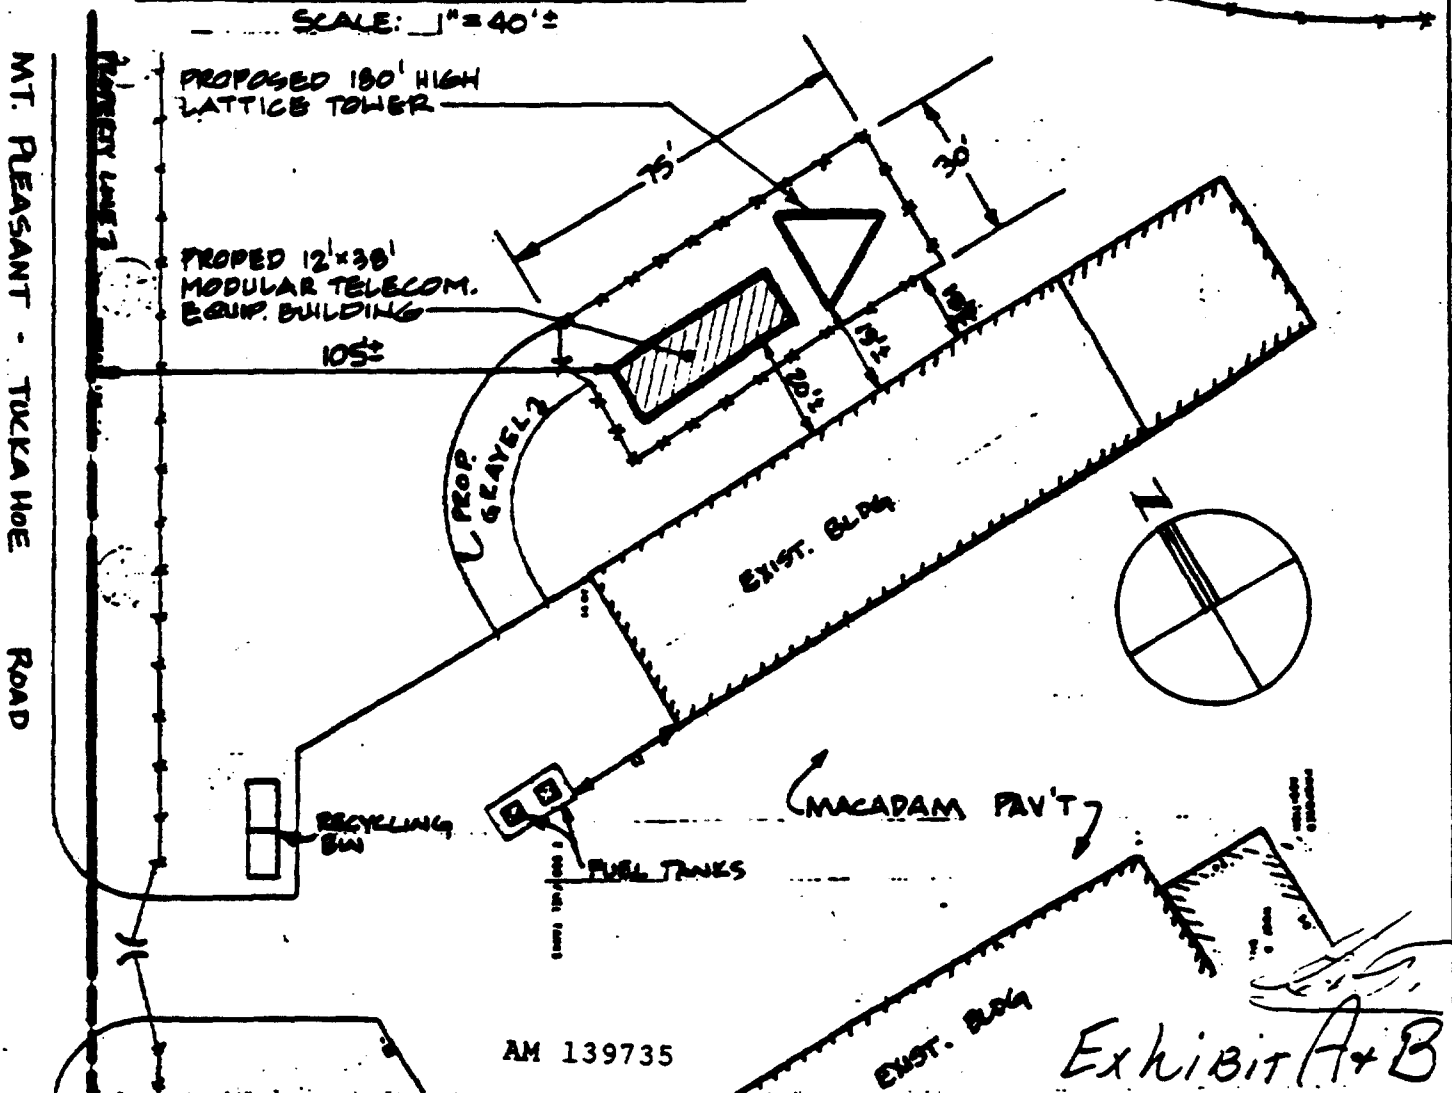 SCALE: 1" = 40'±
PROPOSED 180' HIGH
LATTICE TOWER
75'
30'
PROPED 12'x38'
MODULAR TELECOM.
EQUIP. BUILDING
105'±
PROPERTY LINE
MT. PLEASANT - TUCKAHOE ROAD
19'±
20'±
PROP.
GRAVEL
EXIST. BLDG
N
MACADAM PAV'T
RECYCLING
BIN
FUEL TANKS
EXIST. BLDG
AM 139735
Exhibit A+B